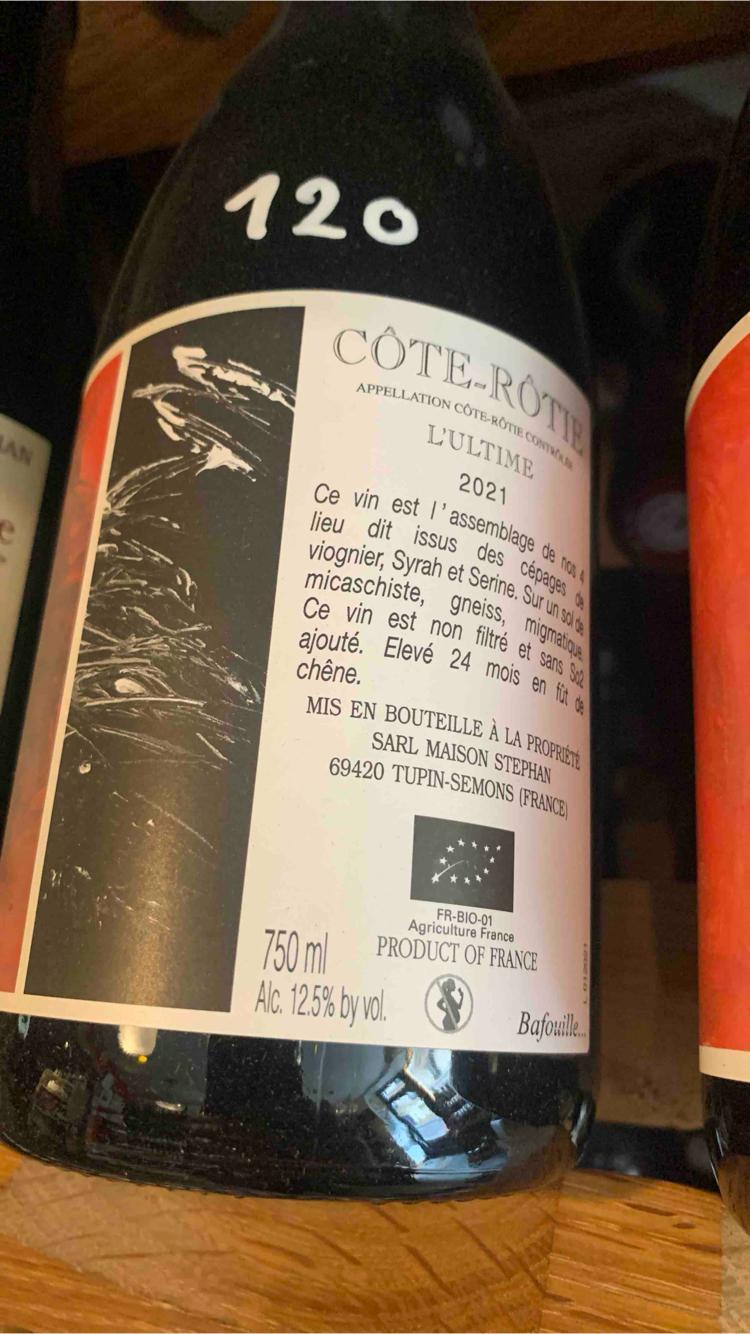 120
CÔTE-RÔTIE
APPELLATION CÔTE-RÔTIE CONTRÔLÉE
L'ULTIME
2021
Ce vin est l'assemblage de nos 4
lieu dit issus des cépages de
viognier, Syrah et Serine. Sur un sol de
micaschiste, gneiss, migmatique.
Ce vin est non filtré et sans So2
ajouté. Elevé 24 mois en fût de
chêne.
MIS EN BOUTEILLE À LA PROPRIÉTÉ
SARL MAISON STEPHAN
69420 TUPIN-SEMONS (FRANCE)
FR-BIO-01
Agriculture France
PRODUCT OF FRANCE
750 ml
Alc. 12.5% by vol.
Bafouille...